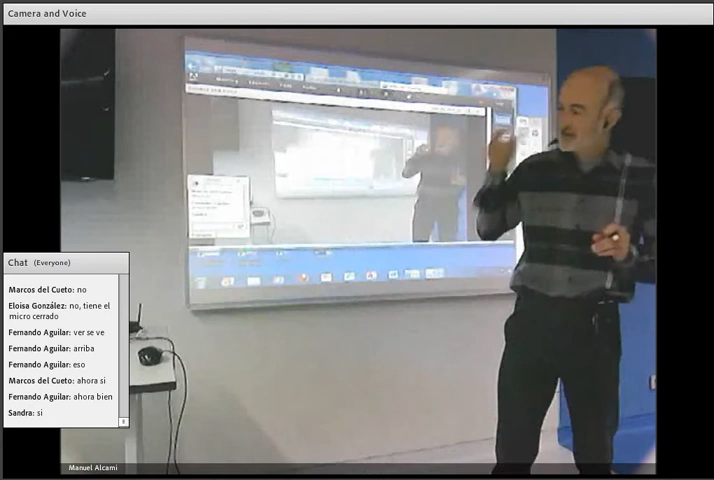 Camera and Voice
Chat (Everyone)
Marcos del Cueto: no
Eloisa González: no, tiene el
micro cerrado
Fernando Aguilar: ver se ve
Fernando Aguilar: arriba
Fernando Aguilar: eso
Marcos del Cueto: ahora si
Fernando Aguilar: ahora bien
Sandra: si
Manuel Alcami